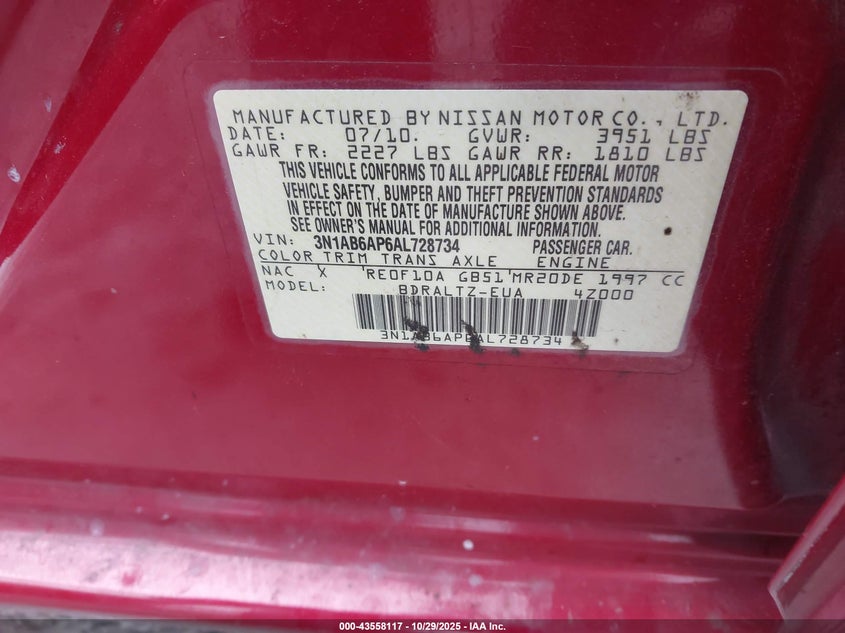 MANUFACTURED BY NISSAN MOTOR CO., LTD.
DATE: 07/10. GVWR: 3951 LBS
GAWR FR: 2227 LBS GAWR RR: 1810 LBS
THIS VEHICLE CONFORMS TO ALL APPLICABLE FEDERAL MOTOR
VEHICLE SAFETY, BUMPER AND THEFT PREVENTION STANDARDS
IN EFFECT ON THE DATE OF MANUFACTURE SHOWN ABOVE.
SEE OWNER'S MANUAL FOR ADDITIONAL INFORMATION.
VIN: 3N1AB6AP6AL728734 PASSENGER CAR.
COLOR TRIM TRANS AXLE ENGINE
NAC X RE0F10A GB51 MR20DE 1997 CC
MODEL: BDRALTZ-EUA 4Z000
3N1AB6AP6AL728734
000-43558117 - 10/29/2025 - IAA Inc.